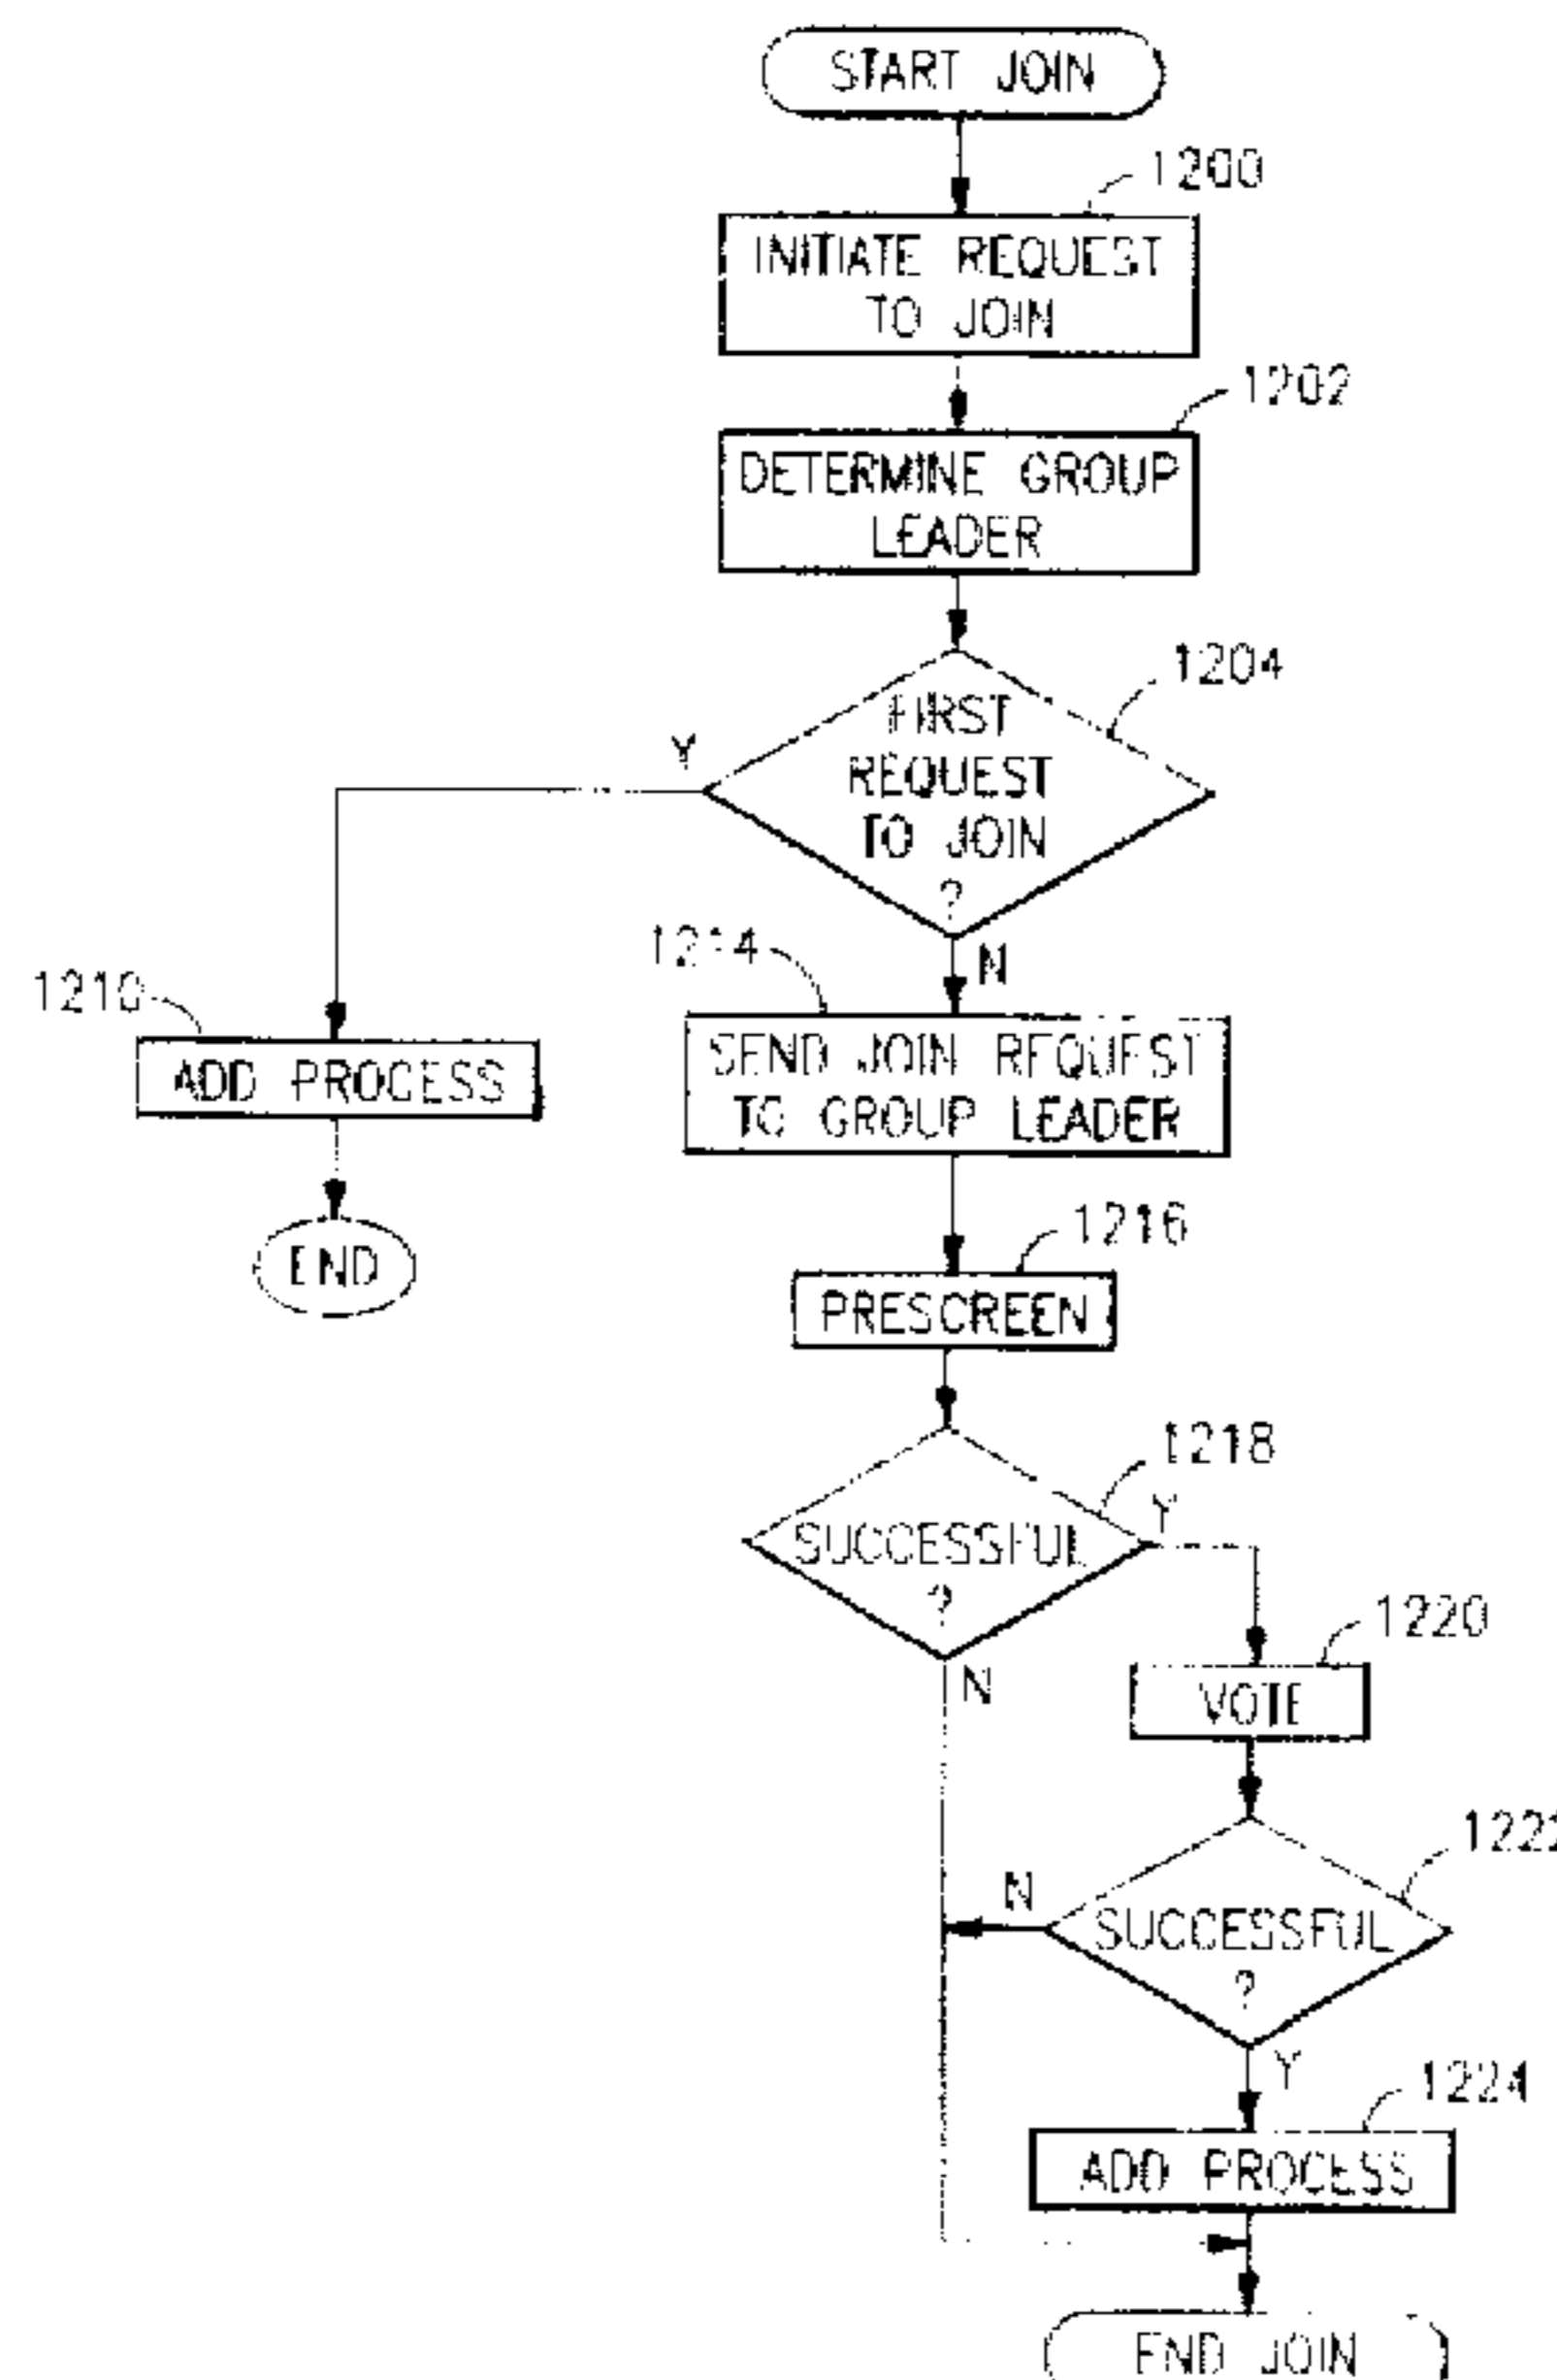 START JOIN
1200
INITIATE REQUEST
TO JOIN
1202
DETERMINE GROUP
LEADER
1204
FIRST
REQUEST
TO JOIN
?
Y
N
1214
1210
SEND JOIN REQUEST
TO GROUP LEADER
ADD PROCESS
1216
END
PRESCREEN
1218
Y
SUCCESSFUL
?
1220
N
VOTE
1222
N
SUCCESSFUL
?
Y
1224
ADD PROCESS
END JOIN